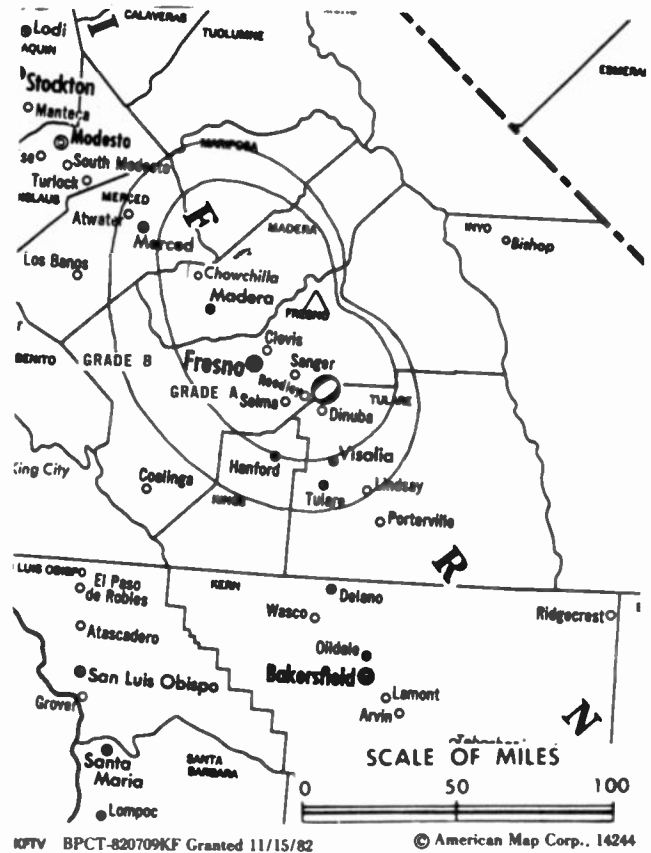 CALAVERAS
Lodi
TUOLUMNE
AQUIN
I
ESMERA
Stockton
Manteca
Modesto
MARIPOSA
South Modesto
Turlock
MERCED
Atwater
F
INYO
Merced
MADERA
Bishop
Los Banos
Chowchilla
Madera
FRESNO
Clovis
BENITO
GRADE B
Fresno
Sanger
GRADE A
Reedley
Selma
TULARE
Dinuba
Visalia
Hanford
King City
Coalinga
Lindsay
KINGS
Tulare
Porterville
R
LUIS OBISPO
KERN
El Paso
de Robles
Delano
Wasco
Ridgecrest
Atascadero
Oildale
Bakersfield
San Luis Obispo
Lamont
Grover
Arvin
N
SCALE OF MILES
Santa
Maria
SANTA
BARBARA
0 50 100
Lompoc
KFTV BPCT-820709KF Granted 11/15/82 © American Map Corp., 14244